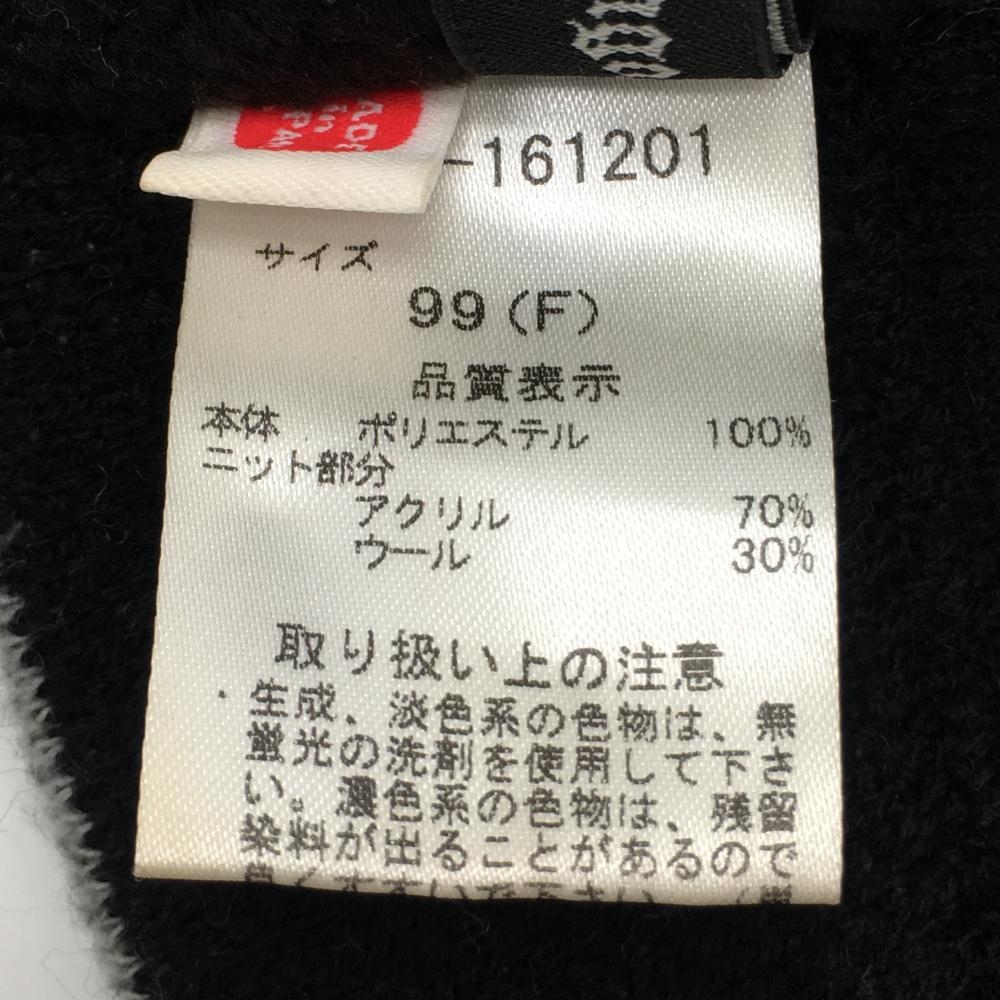 -161201
サイズ
99(F)
品質表示
本体 ポリエステル 100%
ニット部分
アクリル 70%
ウール 30%
取り扱い上の注意
・生成、淡色系の色物は、無
蛍光の洗剤を使用して下さ
い。濃色系の色物は、残留
染料が出ることがあるので